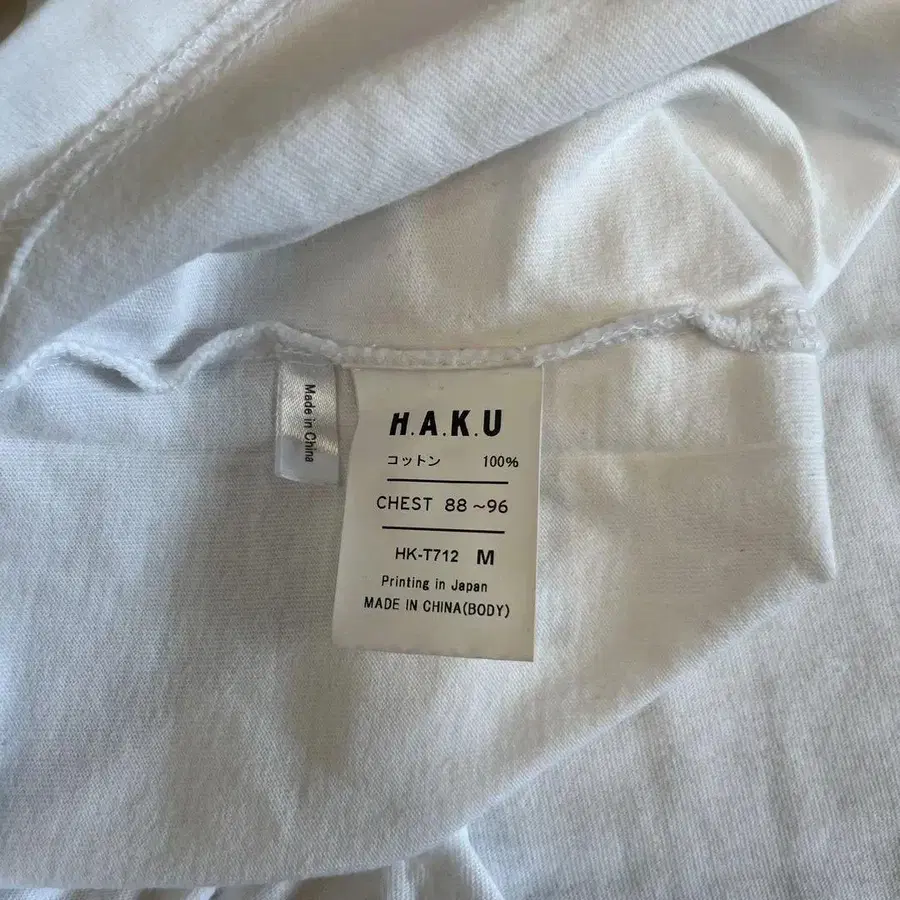 Made in China
H.A.K.U
コットン 100%
CHEST 88~96
HK-T712 M
Printing in Japan
MADE IN CHINA(BODY)